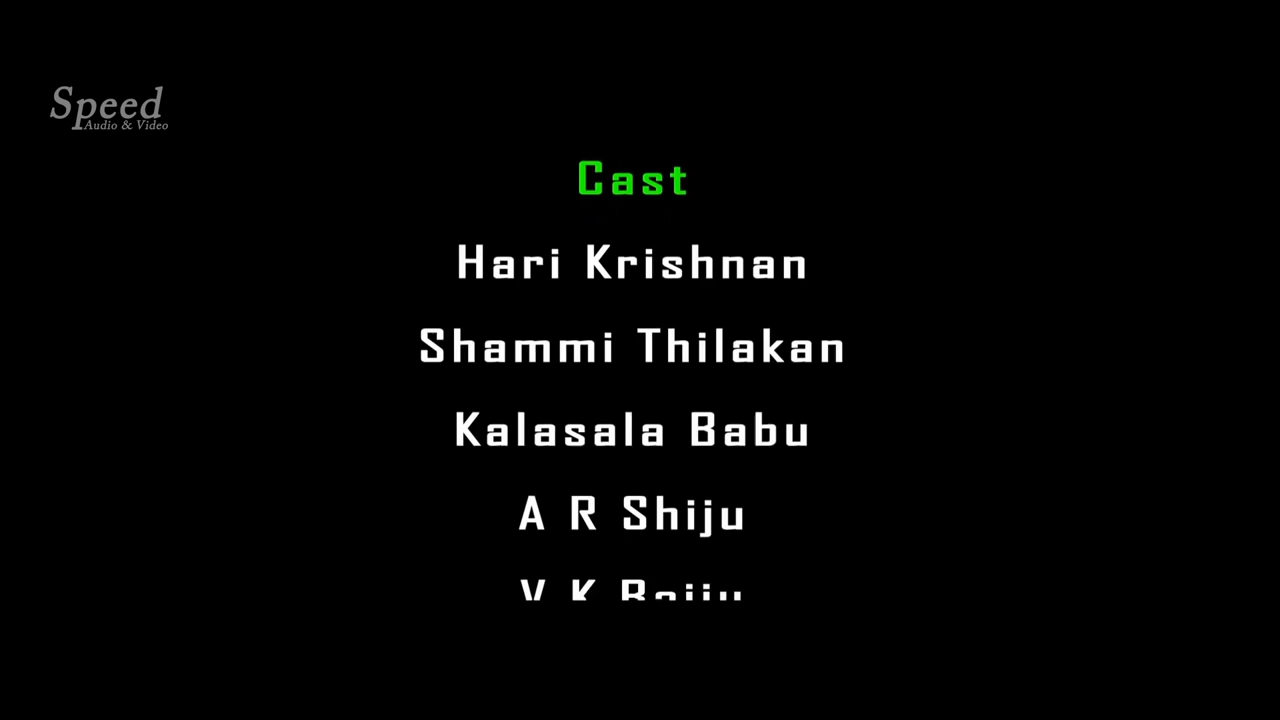 Speed
Audio & Video
Cast
Hari Krishnan
Shammi Thilakan
Kalasala Babu
A R Shiju
V K